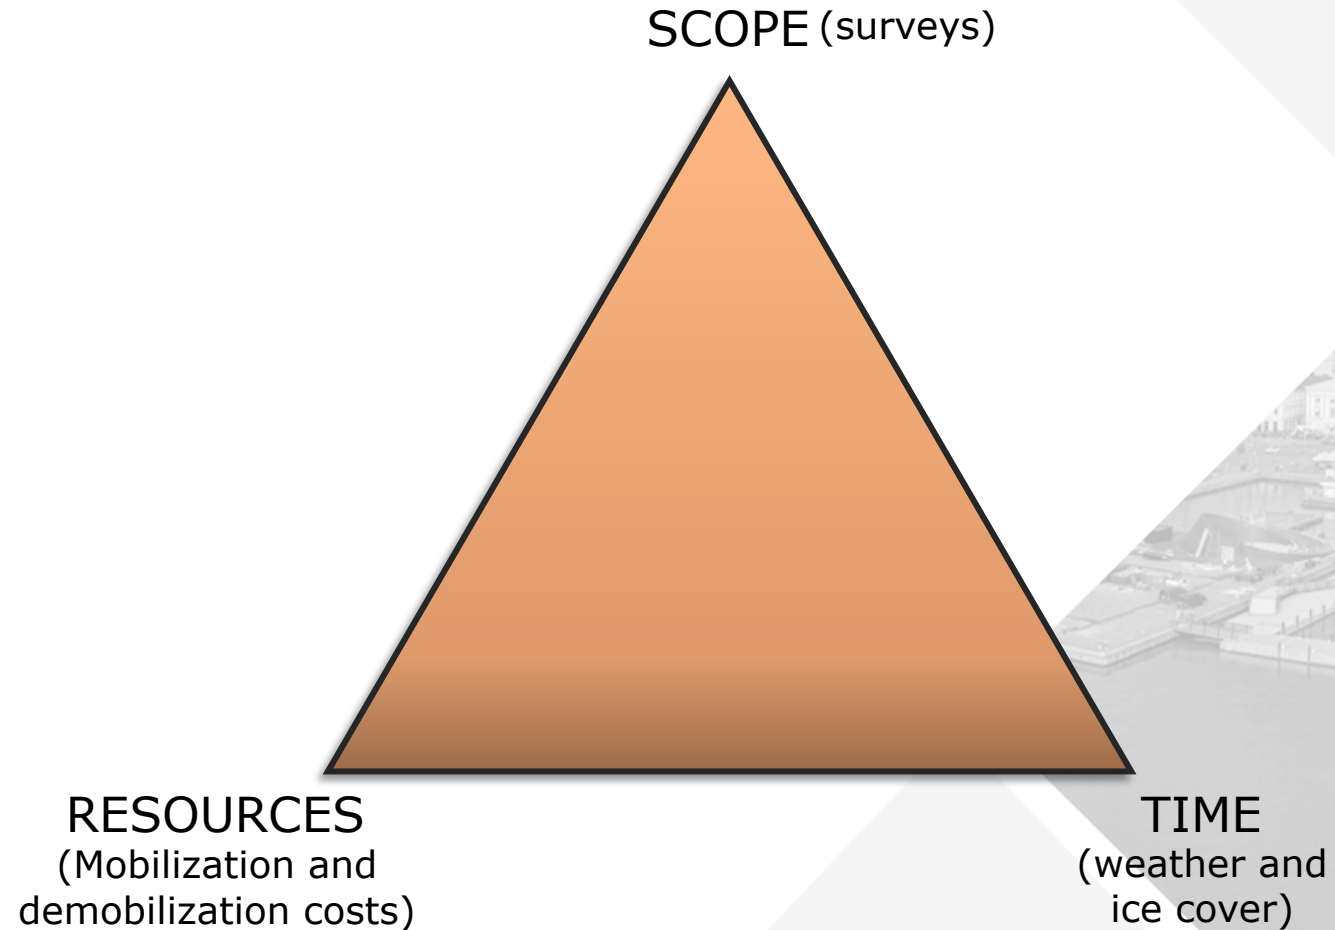 SCOPE (surveys)
RESOURCES
(Mobilization and
demobilization costs)
TIME
(weather and
ice cover)